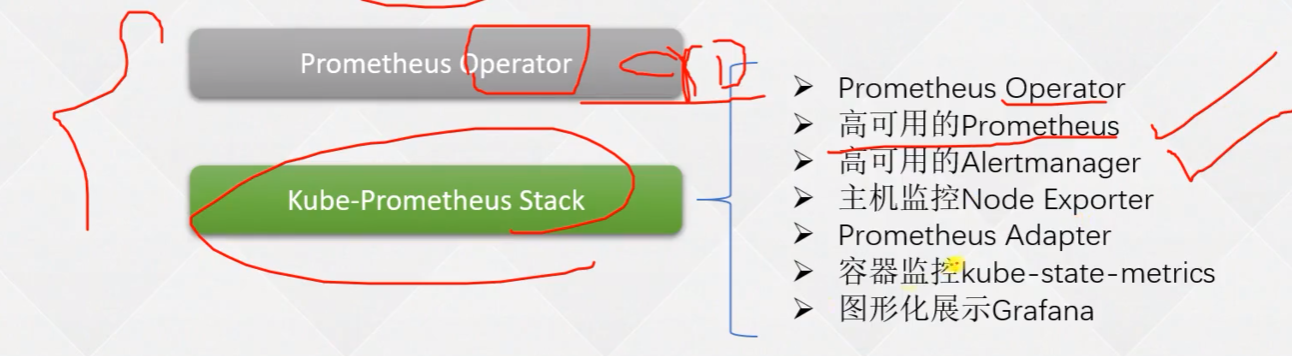 Prometheus Operator
Kube-Prometheus Stack
Prometheus Operator
高可用的Prometheus
高可用的Alertmanager
主机监控Node Exporter
Prometheus Adapter
容器监控kube-state-metrics
图形化展示Grafana